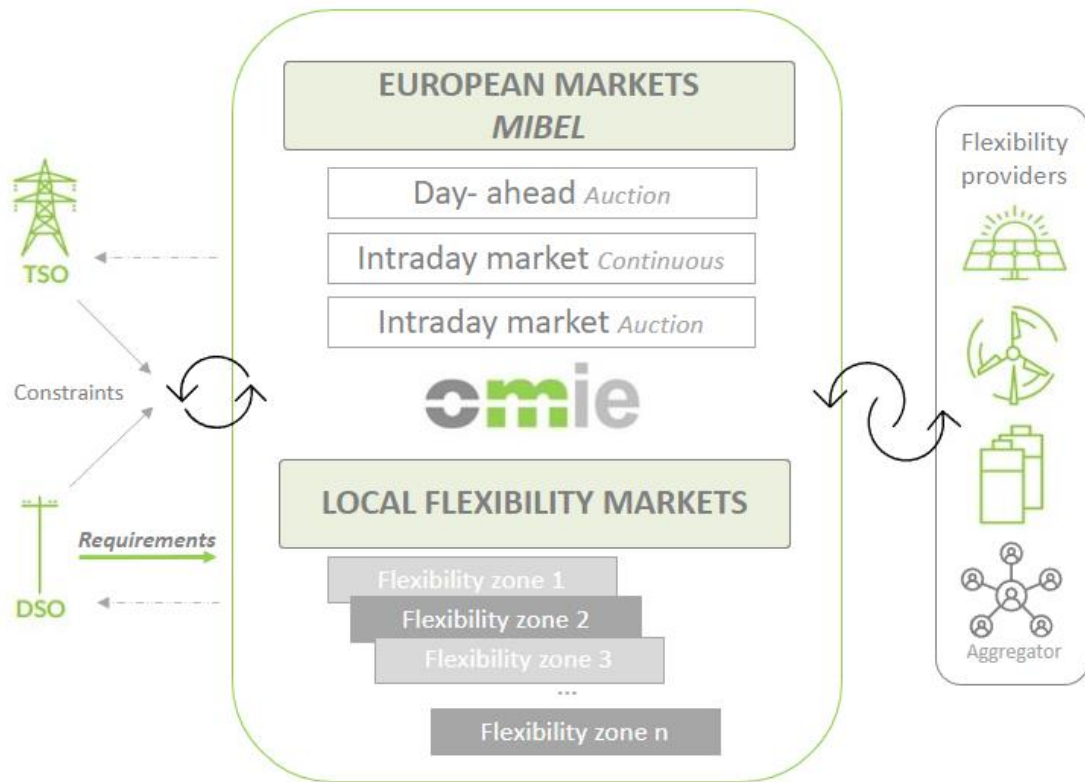 EUROPEAN MARKETS
MIBEL
Day- ahead Auction
Intraday market Continuous
Intraday market Auction
omie
LOCAL FLEXIBILITY MARKETS
Flexibility zone 1
Flexibility zone 2
Flexibility zone 3
...
Flexibility zone n
TSO
Constraints
Requirements
DSO
Flexibility
providers
Aggregator